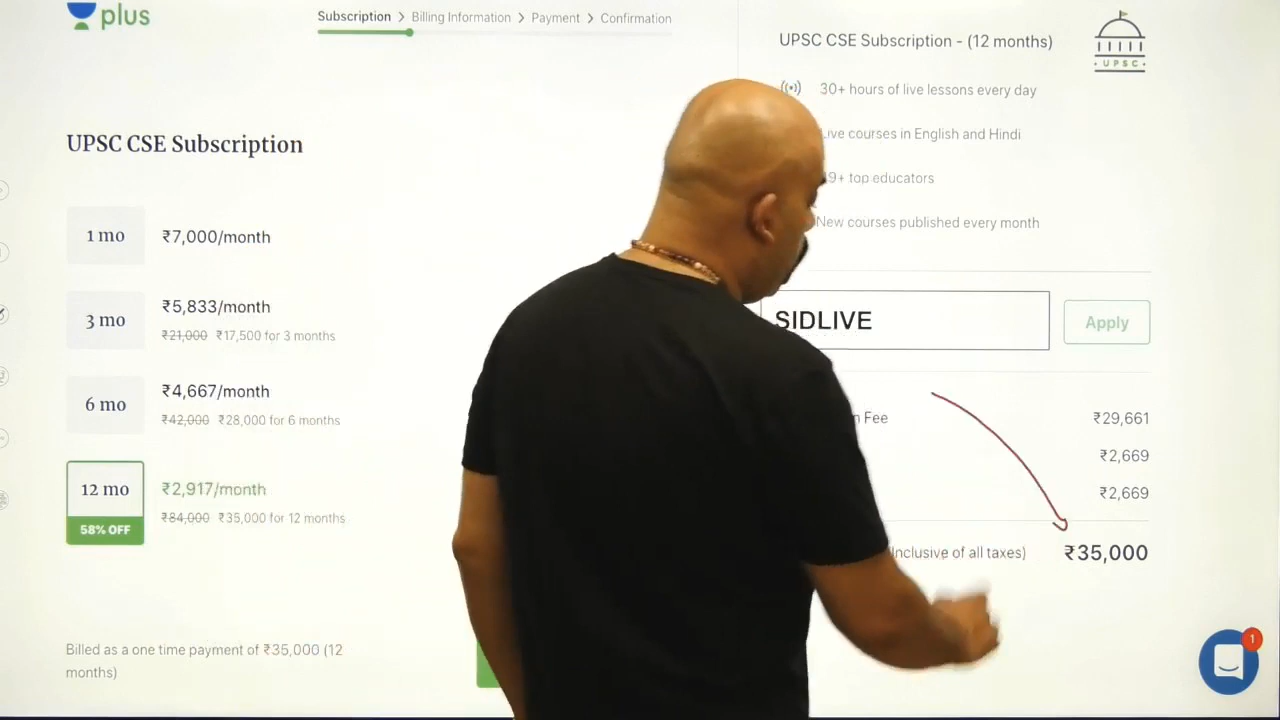 plus
Subscription > Billing Information > Payment > Confirmation
UPSC CSE Subscription
1 mo ₹7,000/month
3 mo ₹5,833/month
₹21,000 ₹17,500 for 3 months
6 mo ₹4,667/month
₹42,000 ₹28,000 for 6 months
12 mo ₹2,917/month
58% OFF ₹84,000 ₹35,000 for 12 months
Billed as a one time payment of ₹35,000 (12
months)
UPSC CSE Subscription - (12 months)
UPSC
30+ hours of live lessons every day
Live courses in English and Hindi
9+ top educators
New courses published every month
SIDLIVE
Apply
Fee ₹29,661
₹2,669
₹2,669
(Inclusive of all taxes) ₹35,000
1